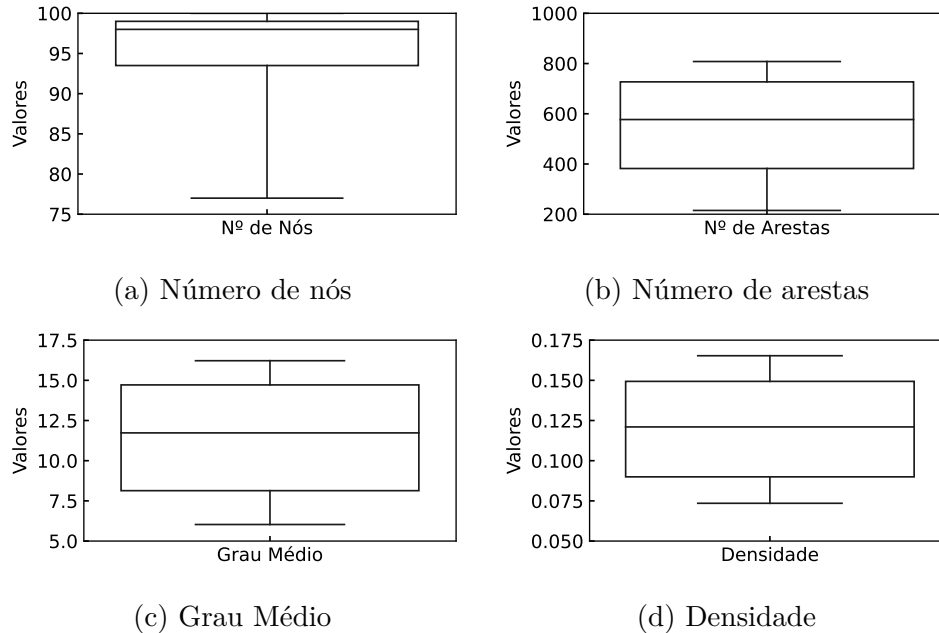 Valores
100
95
90
85
80
75
Nº de Nós
(a) Número de nós
Valores
1000
800
600
400
200
Nº de Arestas
(b) Número de arestas
Valores
17.5
15.0
12.5
10.0
7.5
5.0
Grau Médio
(c) Grau Médio
Valores
0.175
0.150
0.125
0.100
0.075
0.050
Densidade
(d) Densidade